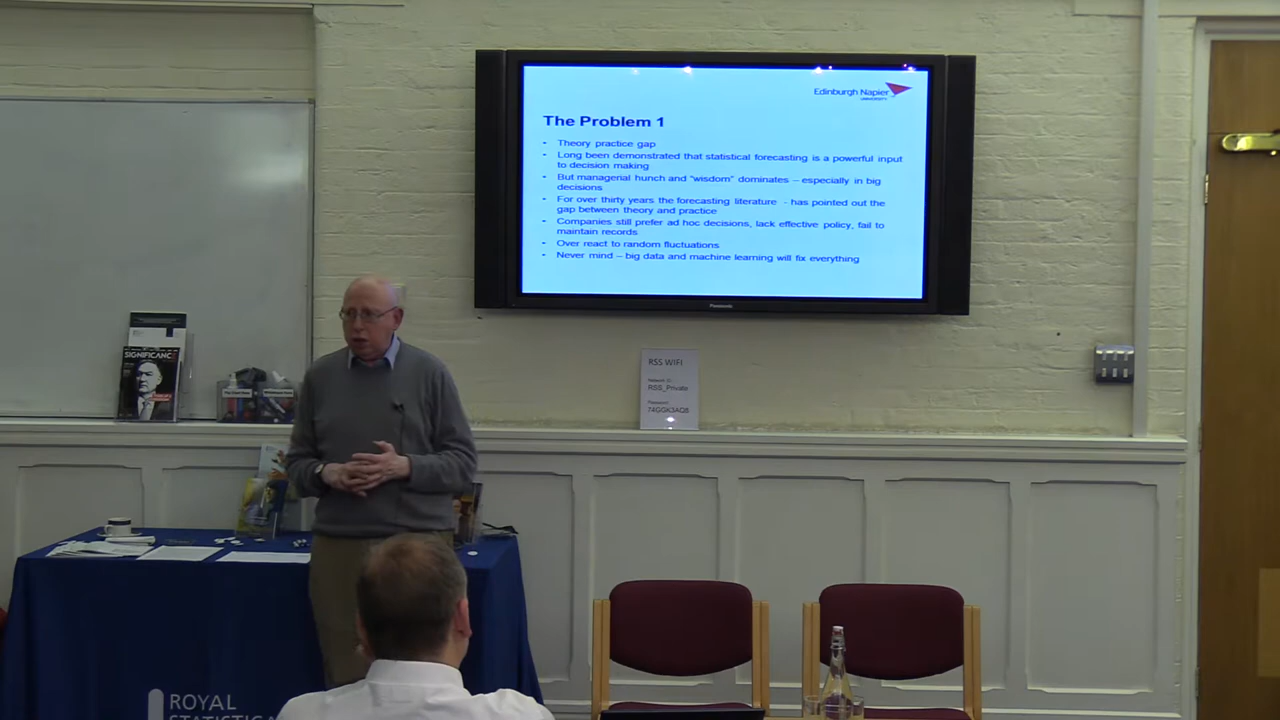 Edinburgh Napier
UNIVERSITY
The Problem 1
- Theory practice gap
- Long been demonstrated that statistical forecasting is a powerful input
to decision making
- But managerial hunch and "wisdom" dominates – especially in big
decisions
- For over thirty years the forecasting literature - has pointed out the
gap between theory and practice
- Companies still prefer ad hoc decisions, lack effective policy, fail to
maintain records
- Over react to random fluctuations
- Never mind – big data and machine learning will fix everything
Panasonic
SIGNIFICANCE
RSS WIFI
RSS_Private
74GGK3AQ8
ROYAL
STATISTICA